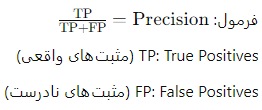 فرمول: Precision = TP / (TP+FP)
TP: True Positives (مثبت‌های واقعی)
FP: False Positives (مثبت‌های نادرست)